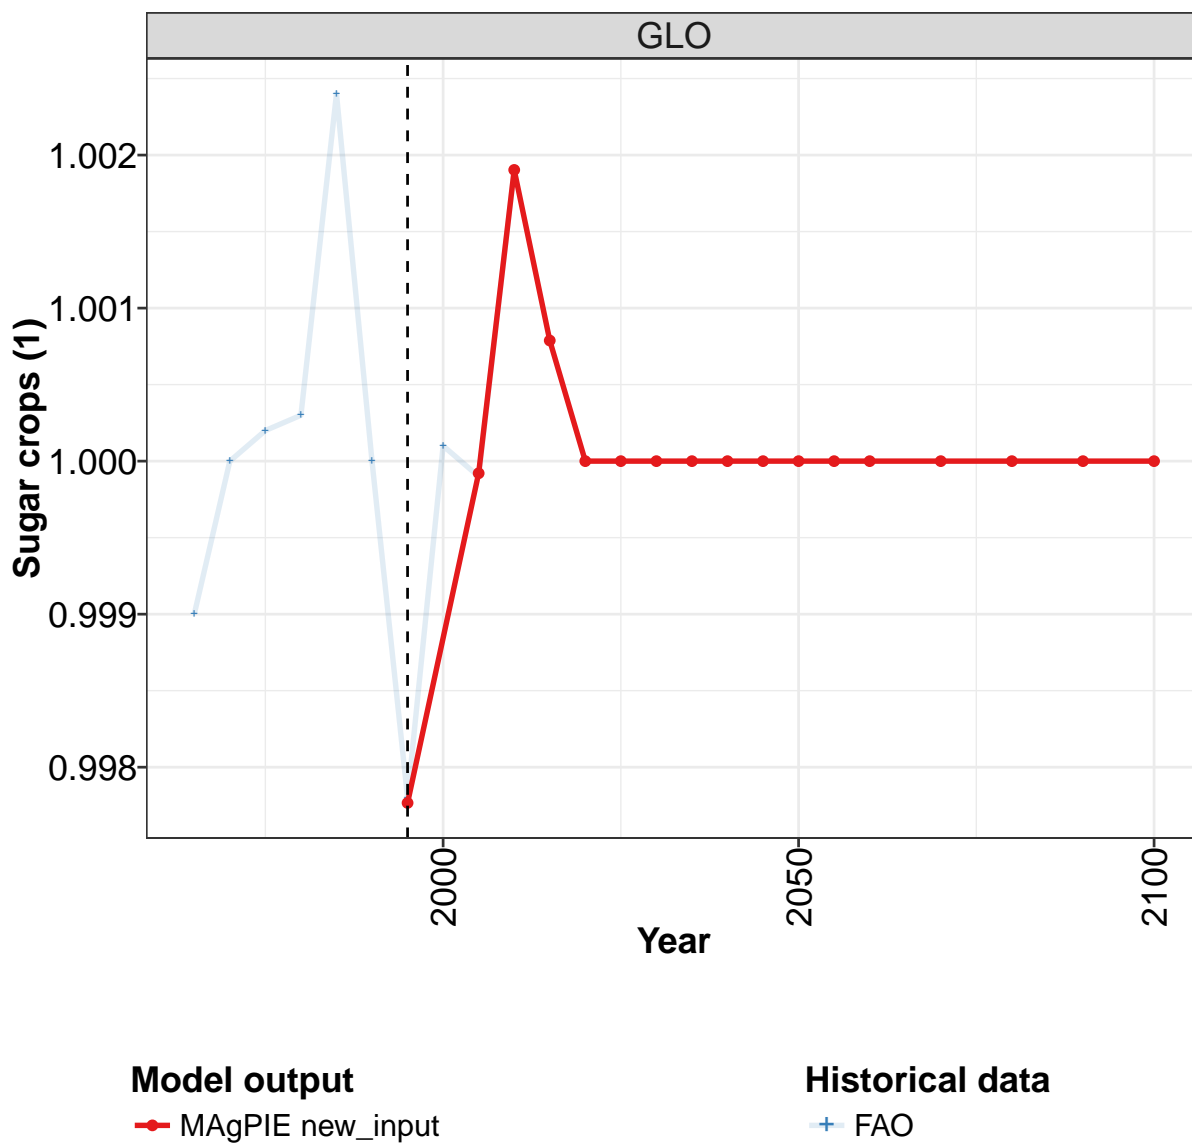 GLO
1.002
1.001
1.000
0.999
0.998
Sugar crops (1)
2000
2050
2100
Year
Model output
MAgPIE new_input
Historical data
FAO